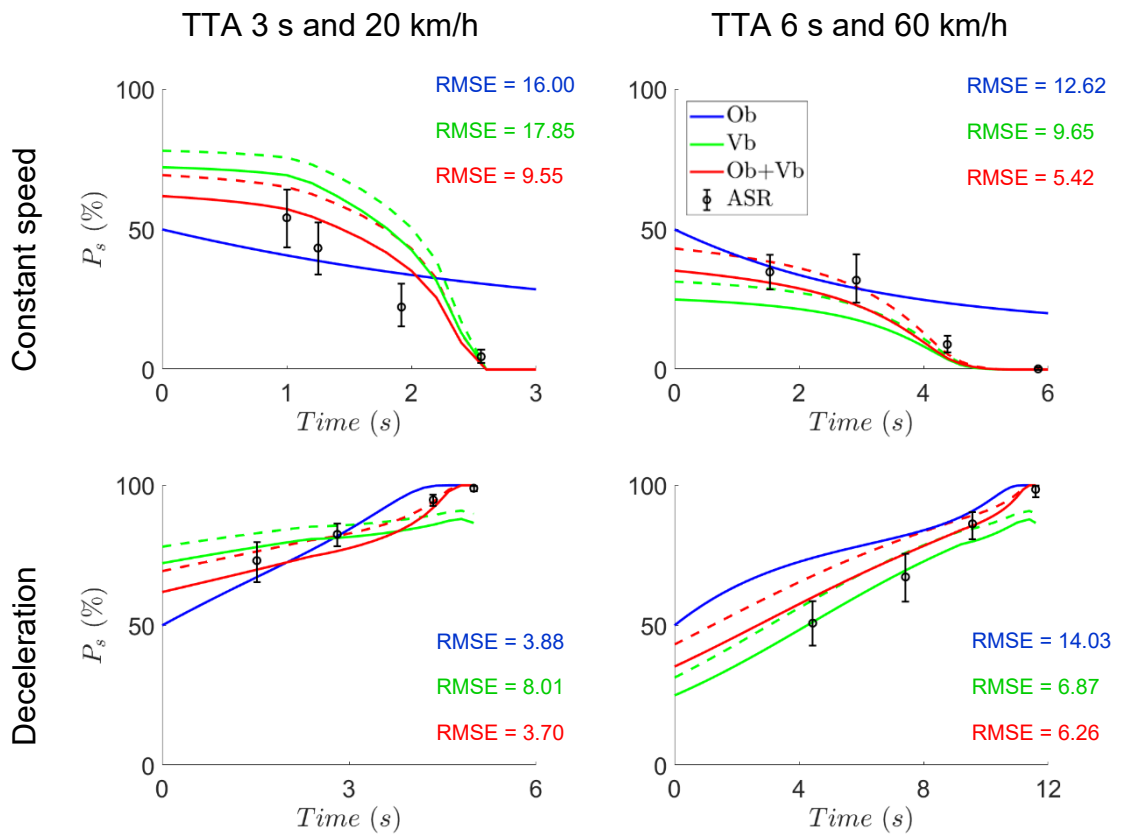 TTA 3 s and 20 km/h
TTA 6 s and 60 km/h
Constant speed
P_s (%)
100
50
0
0 1 2 3
Time (s)
RMSE = 16.00
RMSE = 17.85
RMSE = 9.55
100
50
0
0 2 4 6
Time (s)
Ob
Vb
Ob+Vb
ASR
RMSE = 12.62
RMSE = 9.65
RMSE = 5.42
Deceleration
P_s (%)
100
50
0
0 3 6
Time (s)
RMSE = 3.88
RMSE = 8.01
RMSE = 3.70
100
50
0
0 4 8 12
Time (s)
RMSE = 14.03
RMSE = 6.87
RMSE = 6.26